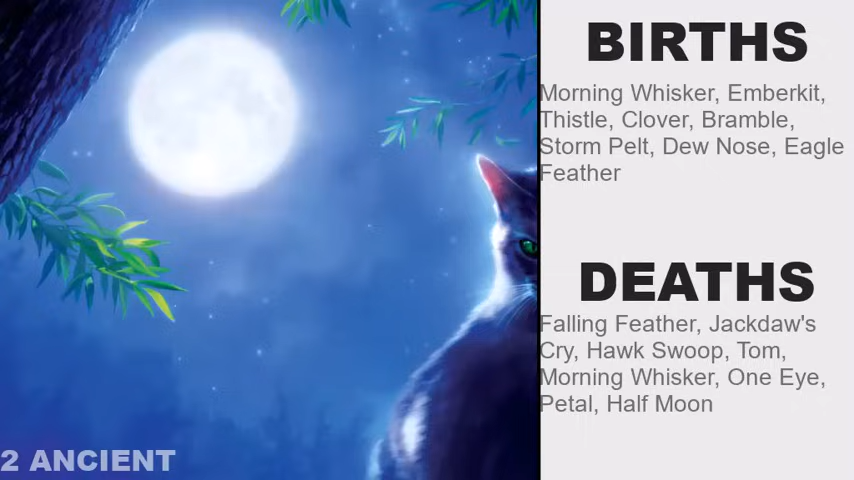 BIRTHS
Morning Whisker, Emberkit,
Thistle, Clover, Bramble,
Storm Pelt, Dew Nose, Eagle
Feather
DEATHS
Falling Feather, Jackdaw's
Cry, Hawk Swoop, Tom,
Morning Whisker, One Eye,
Petal, Half Moon
2 ANCIENT